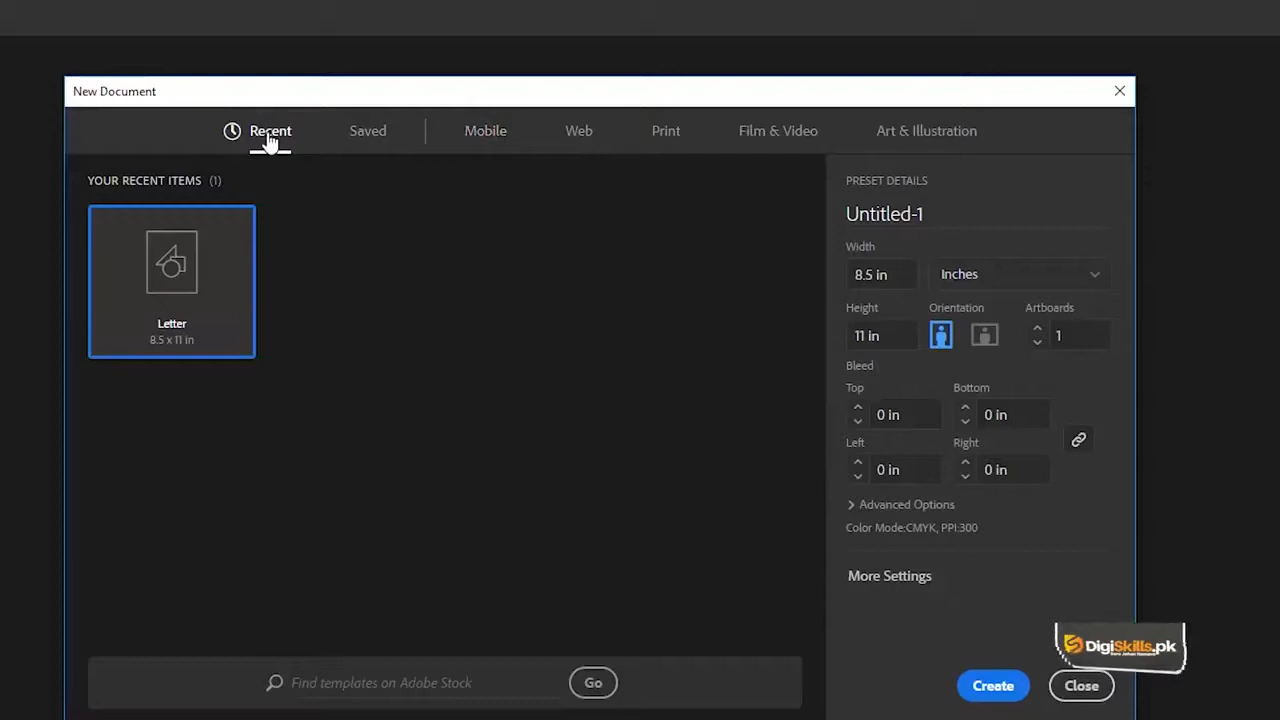 New Document
Recent Saved Mobile Web Print Film & Video Art & Illustration
YOUR RECENT ITEMS (1)
Letter
8.5 x 11 in
Find templates on Adobe Stock Go
PRESET DETAILS
Untitled-1
Width
8.5 in Inches
Height Orientation Artboards
11 in 1
Bleed
Top Bottom
0 in 0 in
Left Right
0 in 0 in
Advanced Options
Color Mode:CMYK, PPI:300
More Settings
DigiSkills.pk
Create Close